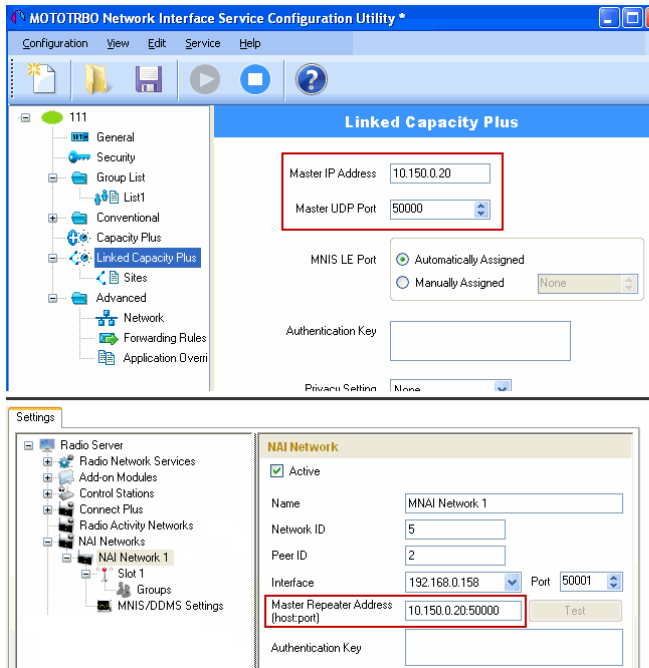 MOTOTRBO Network Interface Service Configuration Utility *
Configuration View Edit Service Help
111
General
Security
Group List
List1
Conventional
Capacity Plus
Linked Capacity Plus
Sites
Advanced
Network
Forwarding Rules
Application Overri
Linked Capacity Plus
Master IP Address 10.150.0.20
Master UDP Port 50000
MNIS LE Port Automatically Assigned
Manually Assigned None
Authentication Key
Privacy Setting None
Settings
Radio Server
Radio Network Services
Add-on Modules
Control Stations
Connect Plus
Radio Activity Networks
NAI Networks
NAI Network 1
Slot 1
Groups
MNIS/DDMS Settings
NAI Network
Active
Name MNAI Network 1
Network ID 5
Peer ID 2
Interface 192.168.0.158 Port 50001
Master Repeater Address
(host:port) 10.150.0.20:50000 Test
Authentication Key